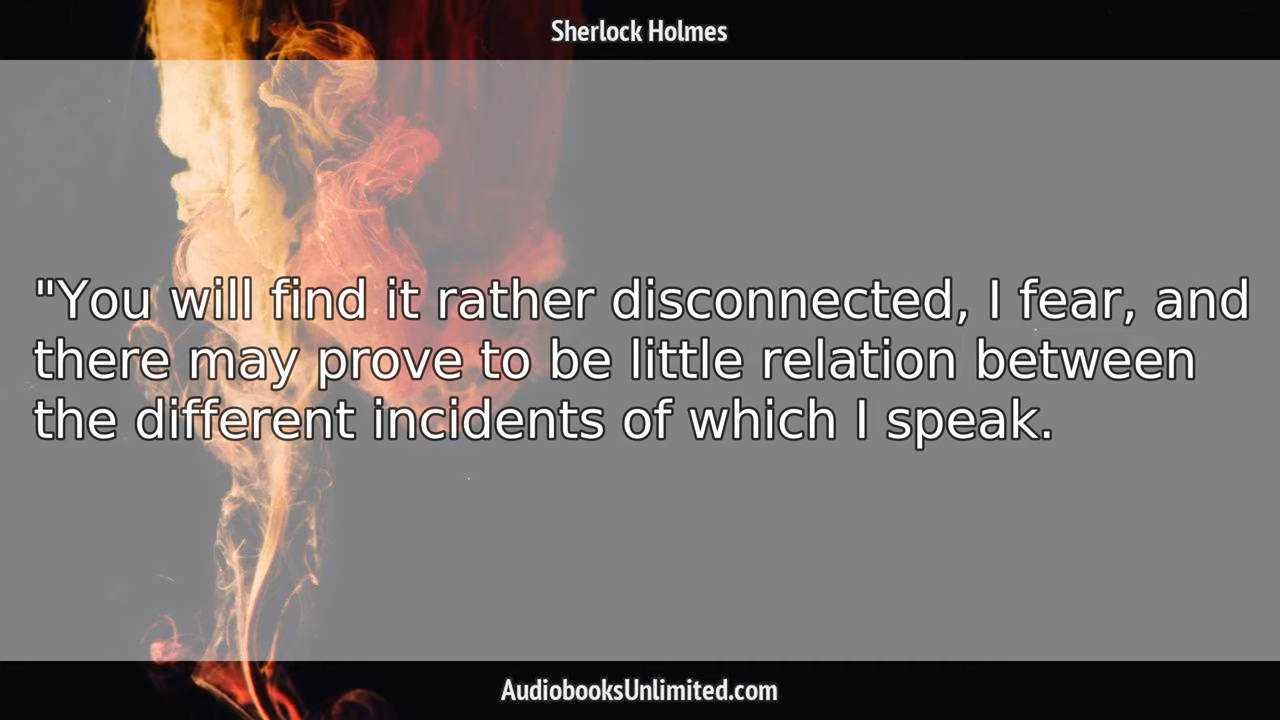 Sherlock Holmes
"You will find it rather disconnected, I fear, and
there may prove to be little relation between
the different incidents of which I speak.
AudiobooksUnlimited.com